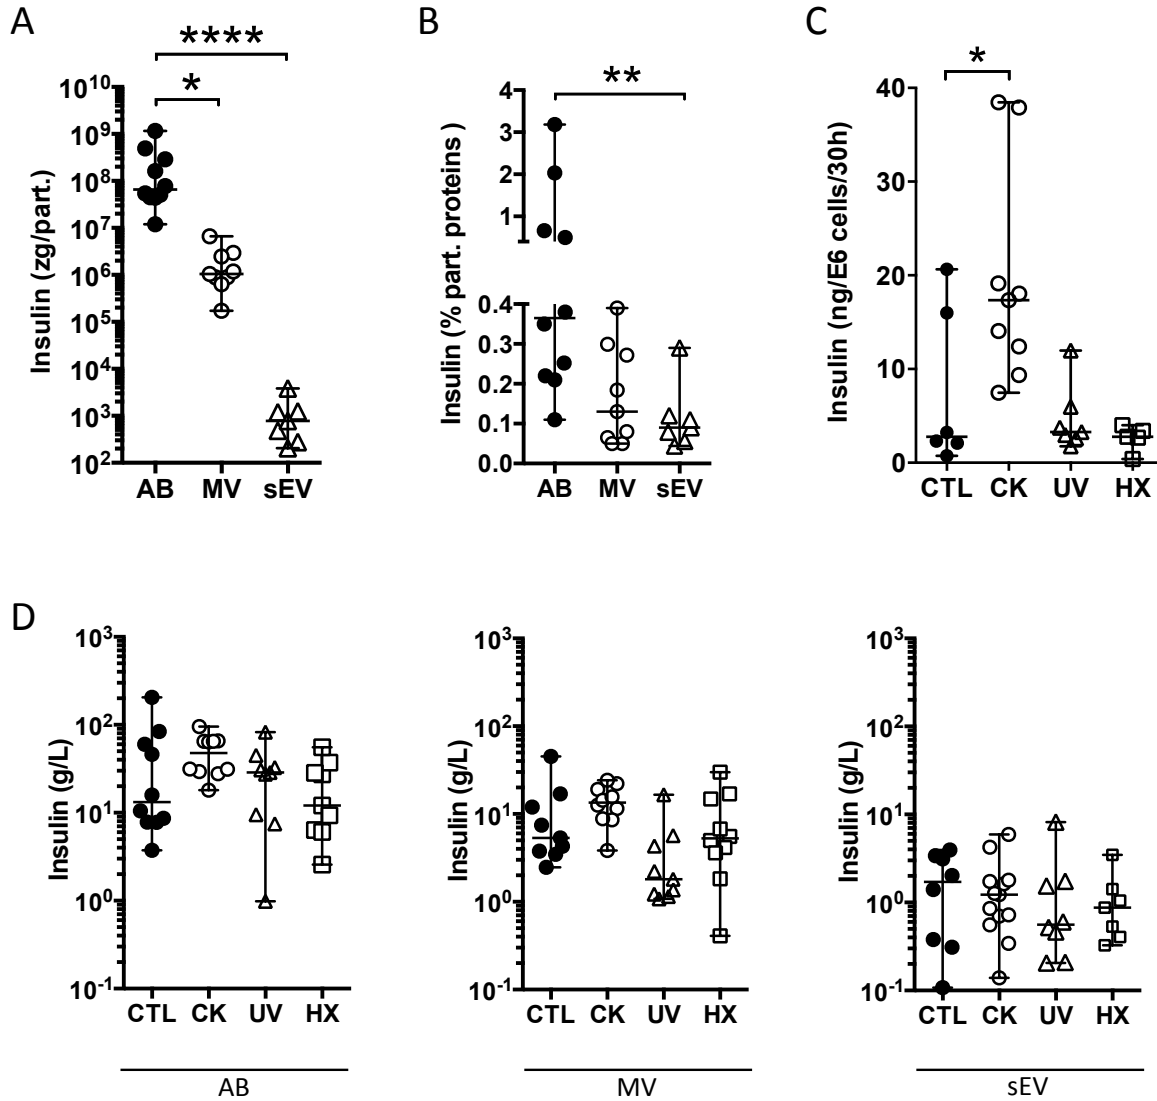 A
B
C
****
*
Insulin (zg/part.)
10^10
10^9
10^8
10^7
10^6
10^5
10^4
10^3
10^2
AB MV sEV
**
Insulin (% part. proteins )
4
3
2
1
0.4
0.3
0.2
0.1
0.0
AB MV sEV
*
Insulin (ng/E6 cells/30h)
40
30
20
10
0
CTL CK UV HX
D
Insulin (g/L)
10^3
10^2
10^1
10^0
10^-1
CTL CK UV HX
AB
Insulin (g/L)
10^3
10^2
10^1
10^0
10^-1
CTL CK UV HX
MV
Insulin (g/L)
10^3
10^2
10^1
10^0
10^-1
CTL CK UV HX
sEV